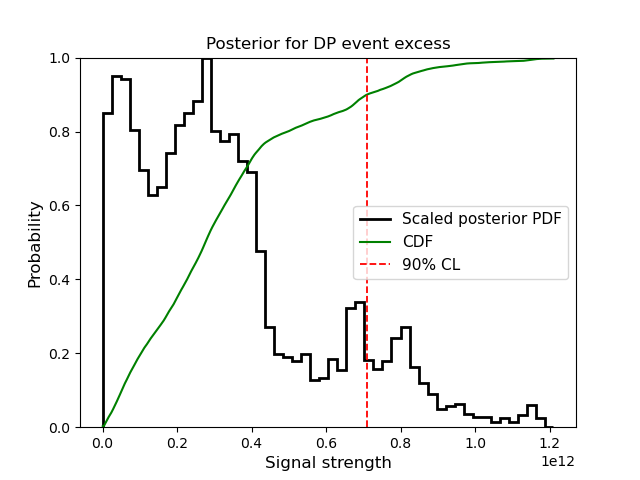 Posterior for DP event excess
Probability
1.0
0.8
0.6
0.4
0.2
0.0
Scaled posterior PDF
CDF
90% CL
0.0 0.2 0.4 0.6 0.8 1.0 1.2
1e12
Signal strength